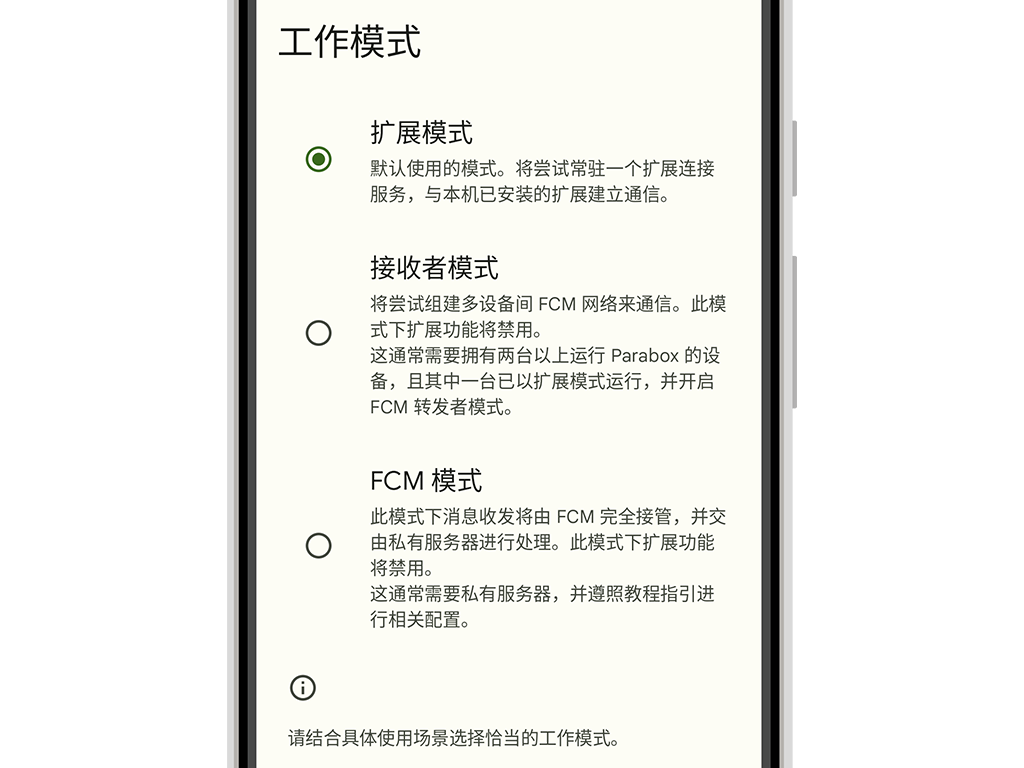 工作模式
扩展模式
默认使用的模式。将尝试常驻一个扩展连接
服务，与本机已安装的扩展建立通信。
接收者模式
将尝试组建多设备间 FCM 网络来通信。此模
式下扩展功能将禁用。
这通常需要拥有两台以上运行 Parabox 的设
备，且其中一台已以扩展模式运行，并开启
FCM 转发者模式。
FCM 模式
此模式下消息收发将由 FCM 完全接管，并交
由私有服务器进行处理。此模式下扩展功能
将禁用。
这通常需要私有服务器，并遵照教程指引进
行相关配置。
请结合具体使用场景选择恰当的工作模式。